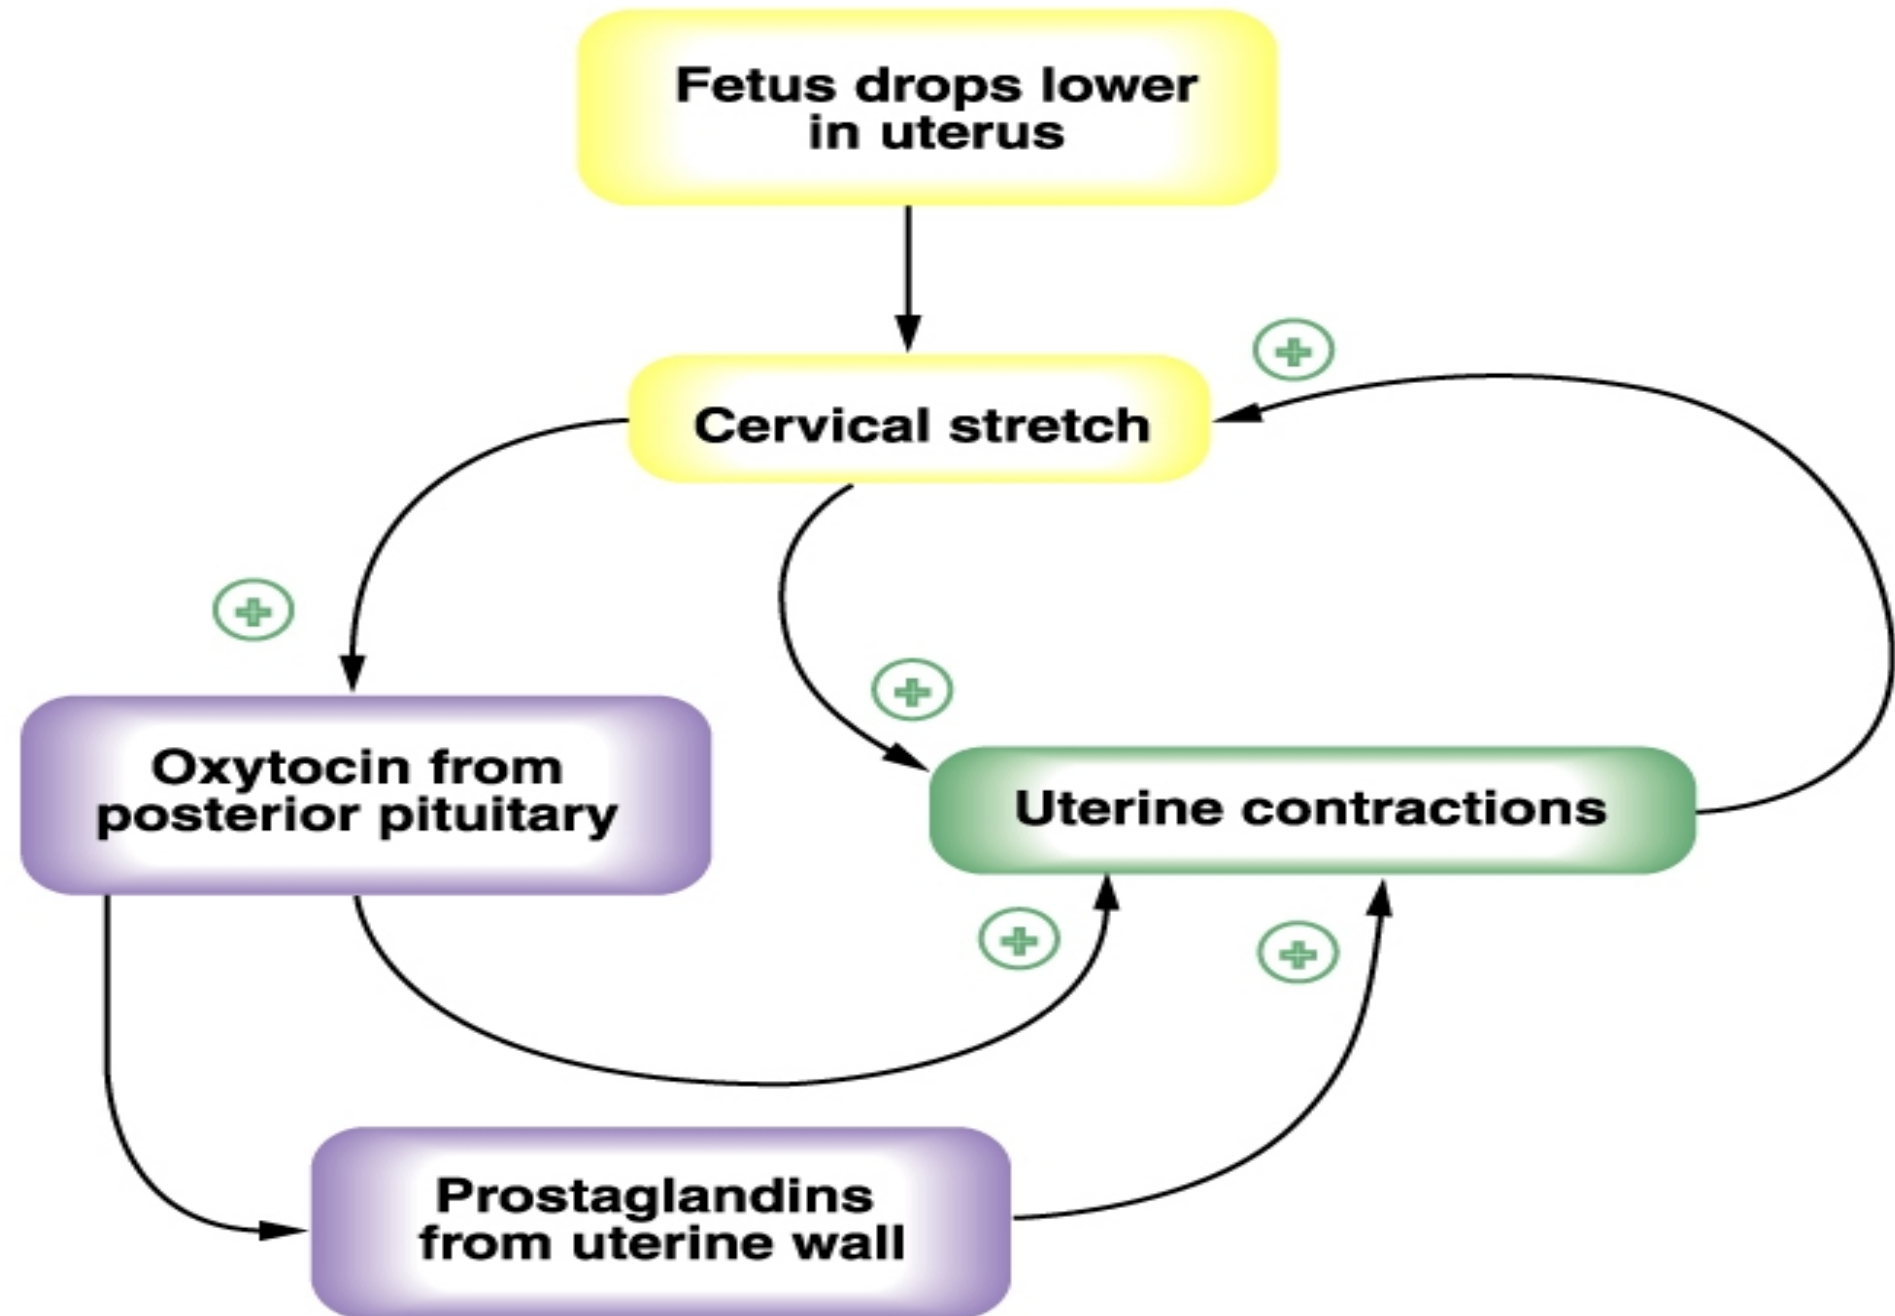 Fetus drops lower
in uterus
Cervical stretch
Oxytocin from
posterior pituitary
Uterine contractions
Prostaglandins
from uterine wall